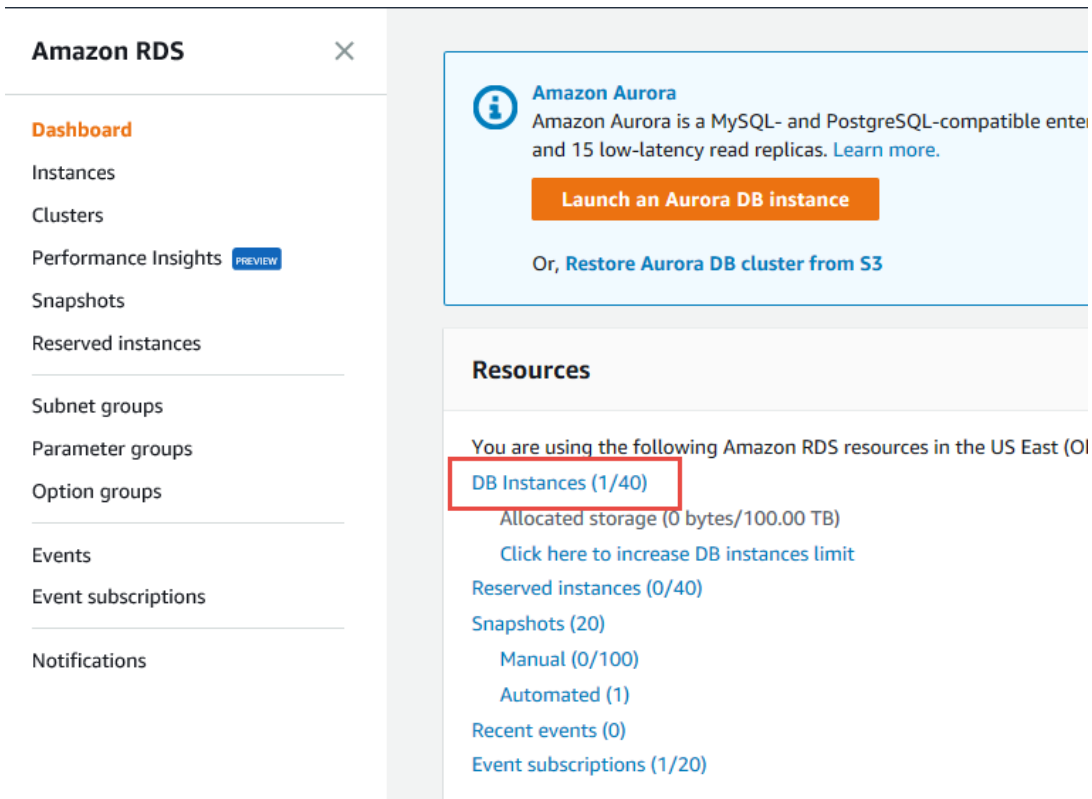 Amazon RDS
Dashboard
Instances
Clusters
Performance Insights PREVIEW
Snapshots
Reserved instances
Subnet groups
Parameter groups
Option groups
Events
Event subscriptions
Notifications
Amazon Aurora
Amazon Aurora is a MySQL- and PostgreSQL-compatible
and 15 low-latency read replicas. Learn more.
Launch an Aurora DB instance
Or, Restore Aurora DB cluster from S3
Resources
You are using the following Amazon RDS resources in the US East
DB Instances (1/40)
Allocated storage (0 bytes/100.00 TB)
Click here to increase DB instances limit
Reserved instances (0/40)
Snapshots (20)
Manual (0/100)
Automated (1)
Recent events (0)
Event subscriptions (1/20)